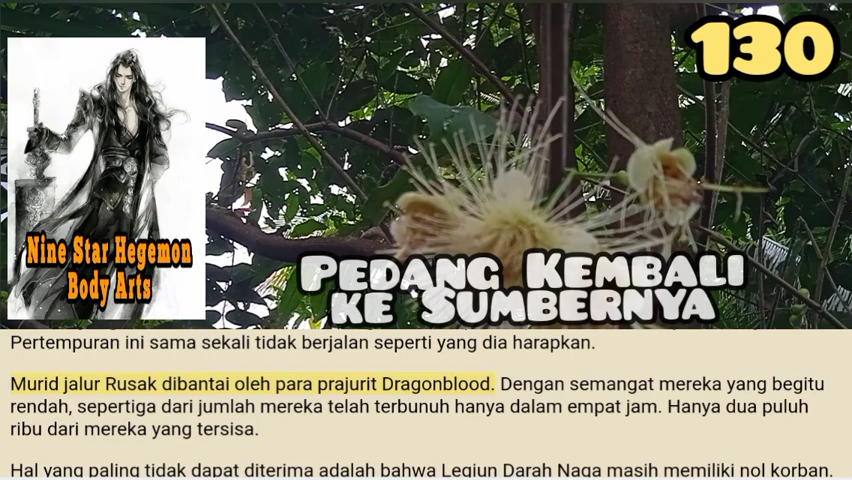 130
Nine Star Hegemon
Body Arts
PEDANG KEMBALI
KE SUMBERNYA
Pertempuran ini sama sekali tidak berjalan seperti yang dia harapkan.
Murid jalur Rusak dibantai oleh para prajurit Dragonblood. Dengan semangat mereka yang begitu
rendah, sepertiga dari jumlah mereka telah terbunuh hanya dalam empat jam. Hanya dua puluh
ribu dari mereka yang tersisa.
Hal yang paling tidak dapat diterima adalah bahwa Legiun Darah Naga masih memiliki nol korban.